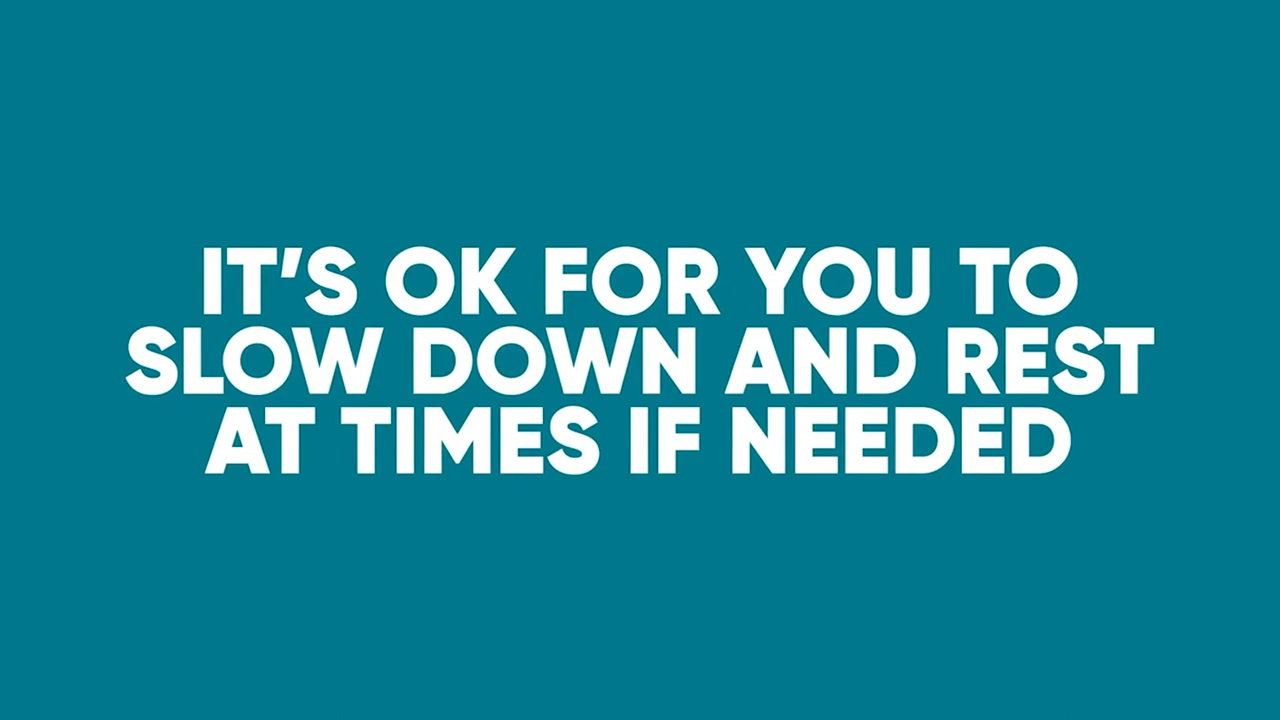 IT’S OK FOR YOU TO
SLOW DOWN AND REST
AT TIMES IF NEEDED